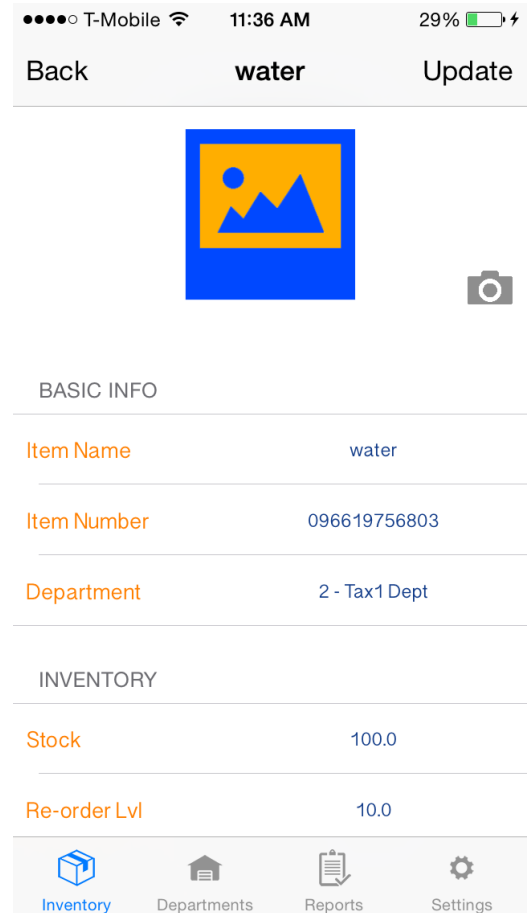 T-Mobile 11:36 AM 29%
Back water Update
BASIC INFO
Item Name water
Item Number 096619756803
Department 2 - Tax1 Dept
INVENTORY
Stock 100.0
Re-order Lvl 10.0
Inventory Departments Reports Settings